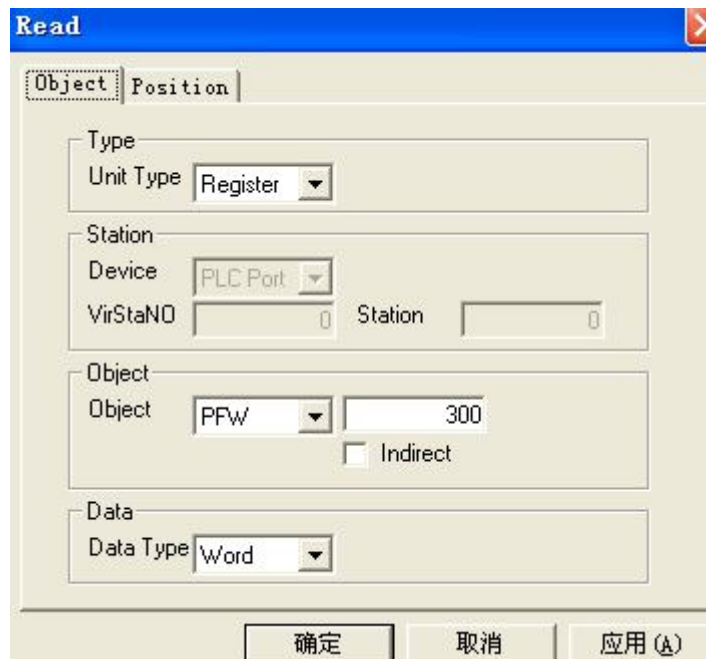 Read
Object Position
Type
Unit Type Register
Station
Device PLC Port
VirStaNO 0 Station 0
Object
Object PFW 300
Indirect
Data
Data Type Word
确定 取消 应用(A)